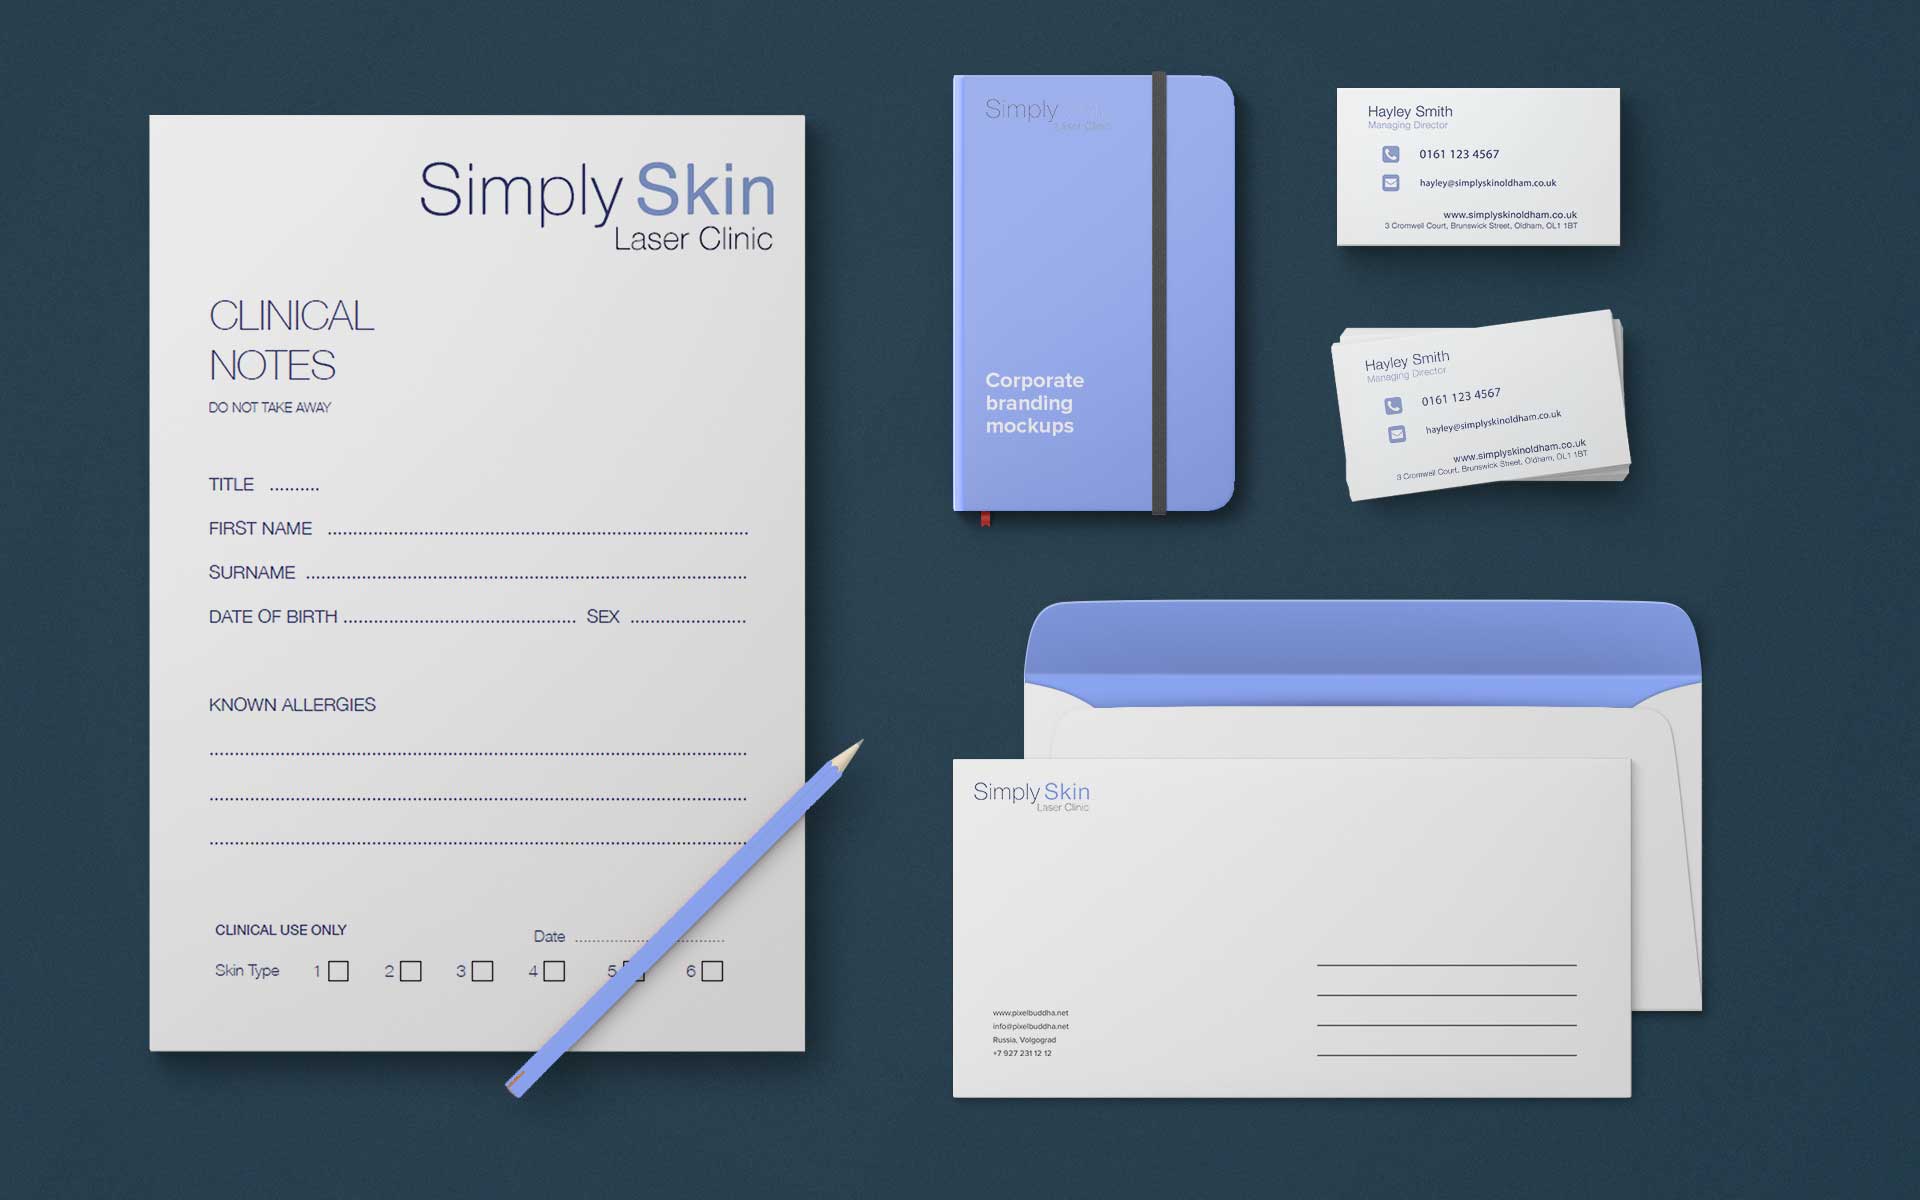 Simply Skin
Laser Clinic
CLINICAL
NOTES
DO NOT TAKE AWAY
TITLE ..........
FIRST NAME
SURNAME
DATE OF BIRTH SEX
KNOWN ALLERGIES
CLINICAL USE ONLY
Date
Skin Type 1 2 3 4 5 6
Simply
Laser Clinic
Corporate
branding
mockups
Hayley Smith
Managing Director
0161 123 4567
hayley@simplyskinoldham.co.uk
www.simplyskinoldham.co.uk
3 Cromwell Court, Brunswick Street, Oldham, OL1 1BT
Hayley Smith
Managing Director
0161 123 4567
hayley@simplyskinoldham.co.uk
www.simplyskinoldham.co.uk
3 Cromwell Court, Brunswick Street, Oldham, OL1 1BT
Simply Skin
Laser Clinic
www.pixelbuddha.net
info@pixelbuddha.net
Russia, Volgograd
+7 927 231 12 12